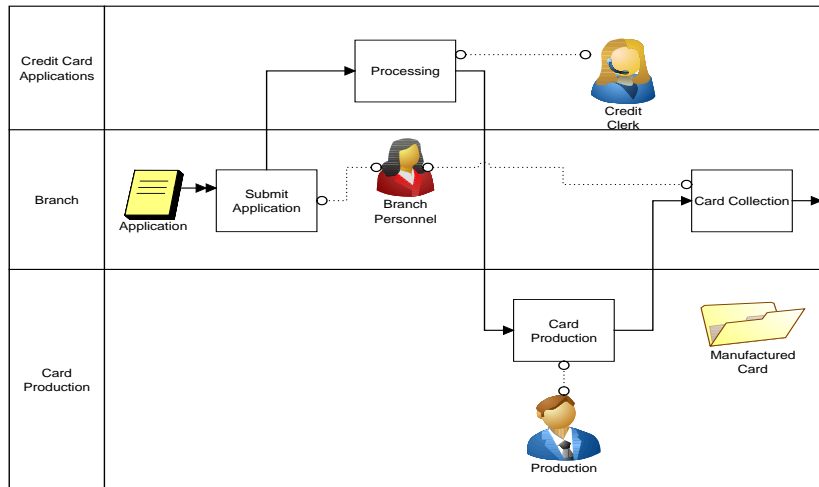 Credit Card
Applications
Processing
Credit
Clerk
Branch
Application
Submit
Application
Branch
Personnel
Card Collection
Card
Production
Card
Production
Production
Manufactured
Card